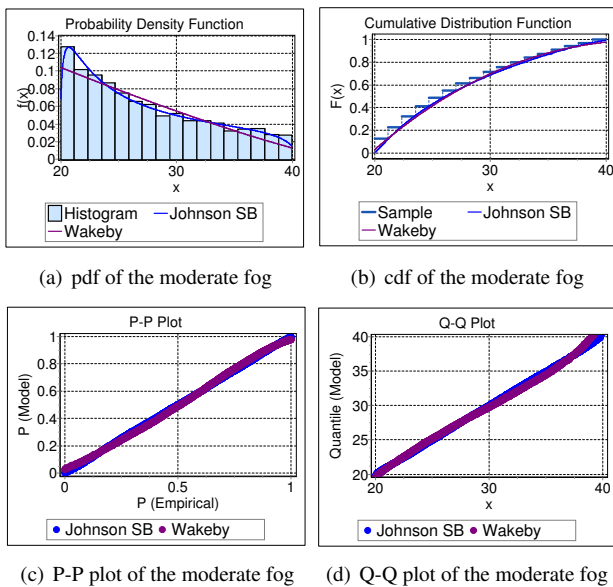 Probability Density Function
0.14
0.12
0.1
0.08
0.06
0.04
0.02
0
f(x)
20 30 40
x
Histogram Johnson SB
Wakeby
(a) pdf of the moderate fog
Cumulative Distribution Function
1
0.8
0.6
0.4
0.2
0
F(x)
20 30 40
x
Sample Johnson SB
Wakeby
(b) cdf of the moderate fog
P-P Plot
1
0.8
0.6
0.4
0.2
0
P (Model)
0 0.5 1
P (Empirical)
Johnson SB Wakeby
(c) P-P plot of the moderate fog
Q-Q Plot
40
35
30
25
20
Quantile (Model)
20 30 40
x
Johnson SB Wakeby
(d) Q-Q plot of the moderate fog